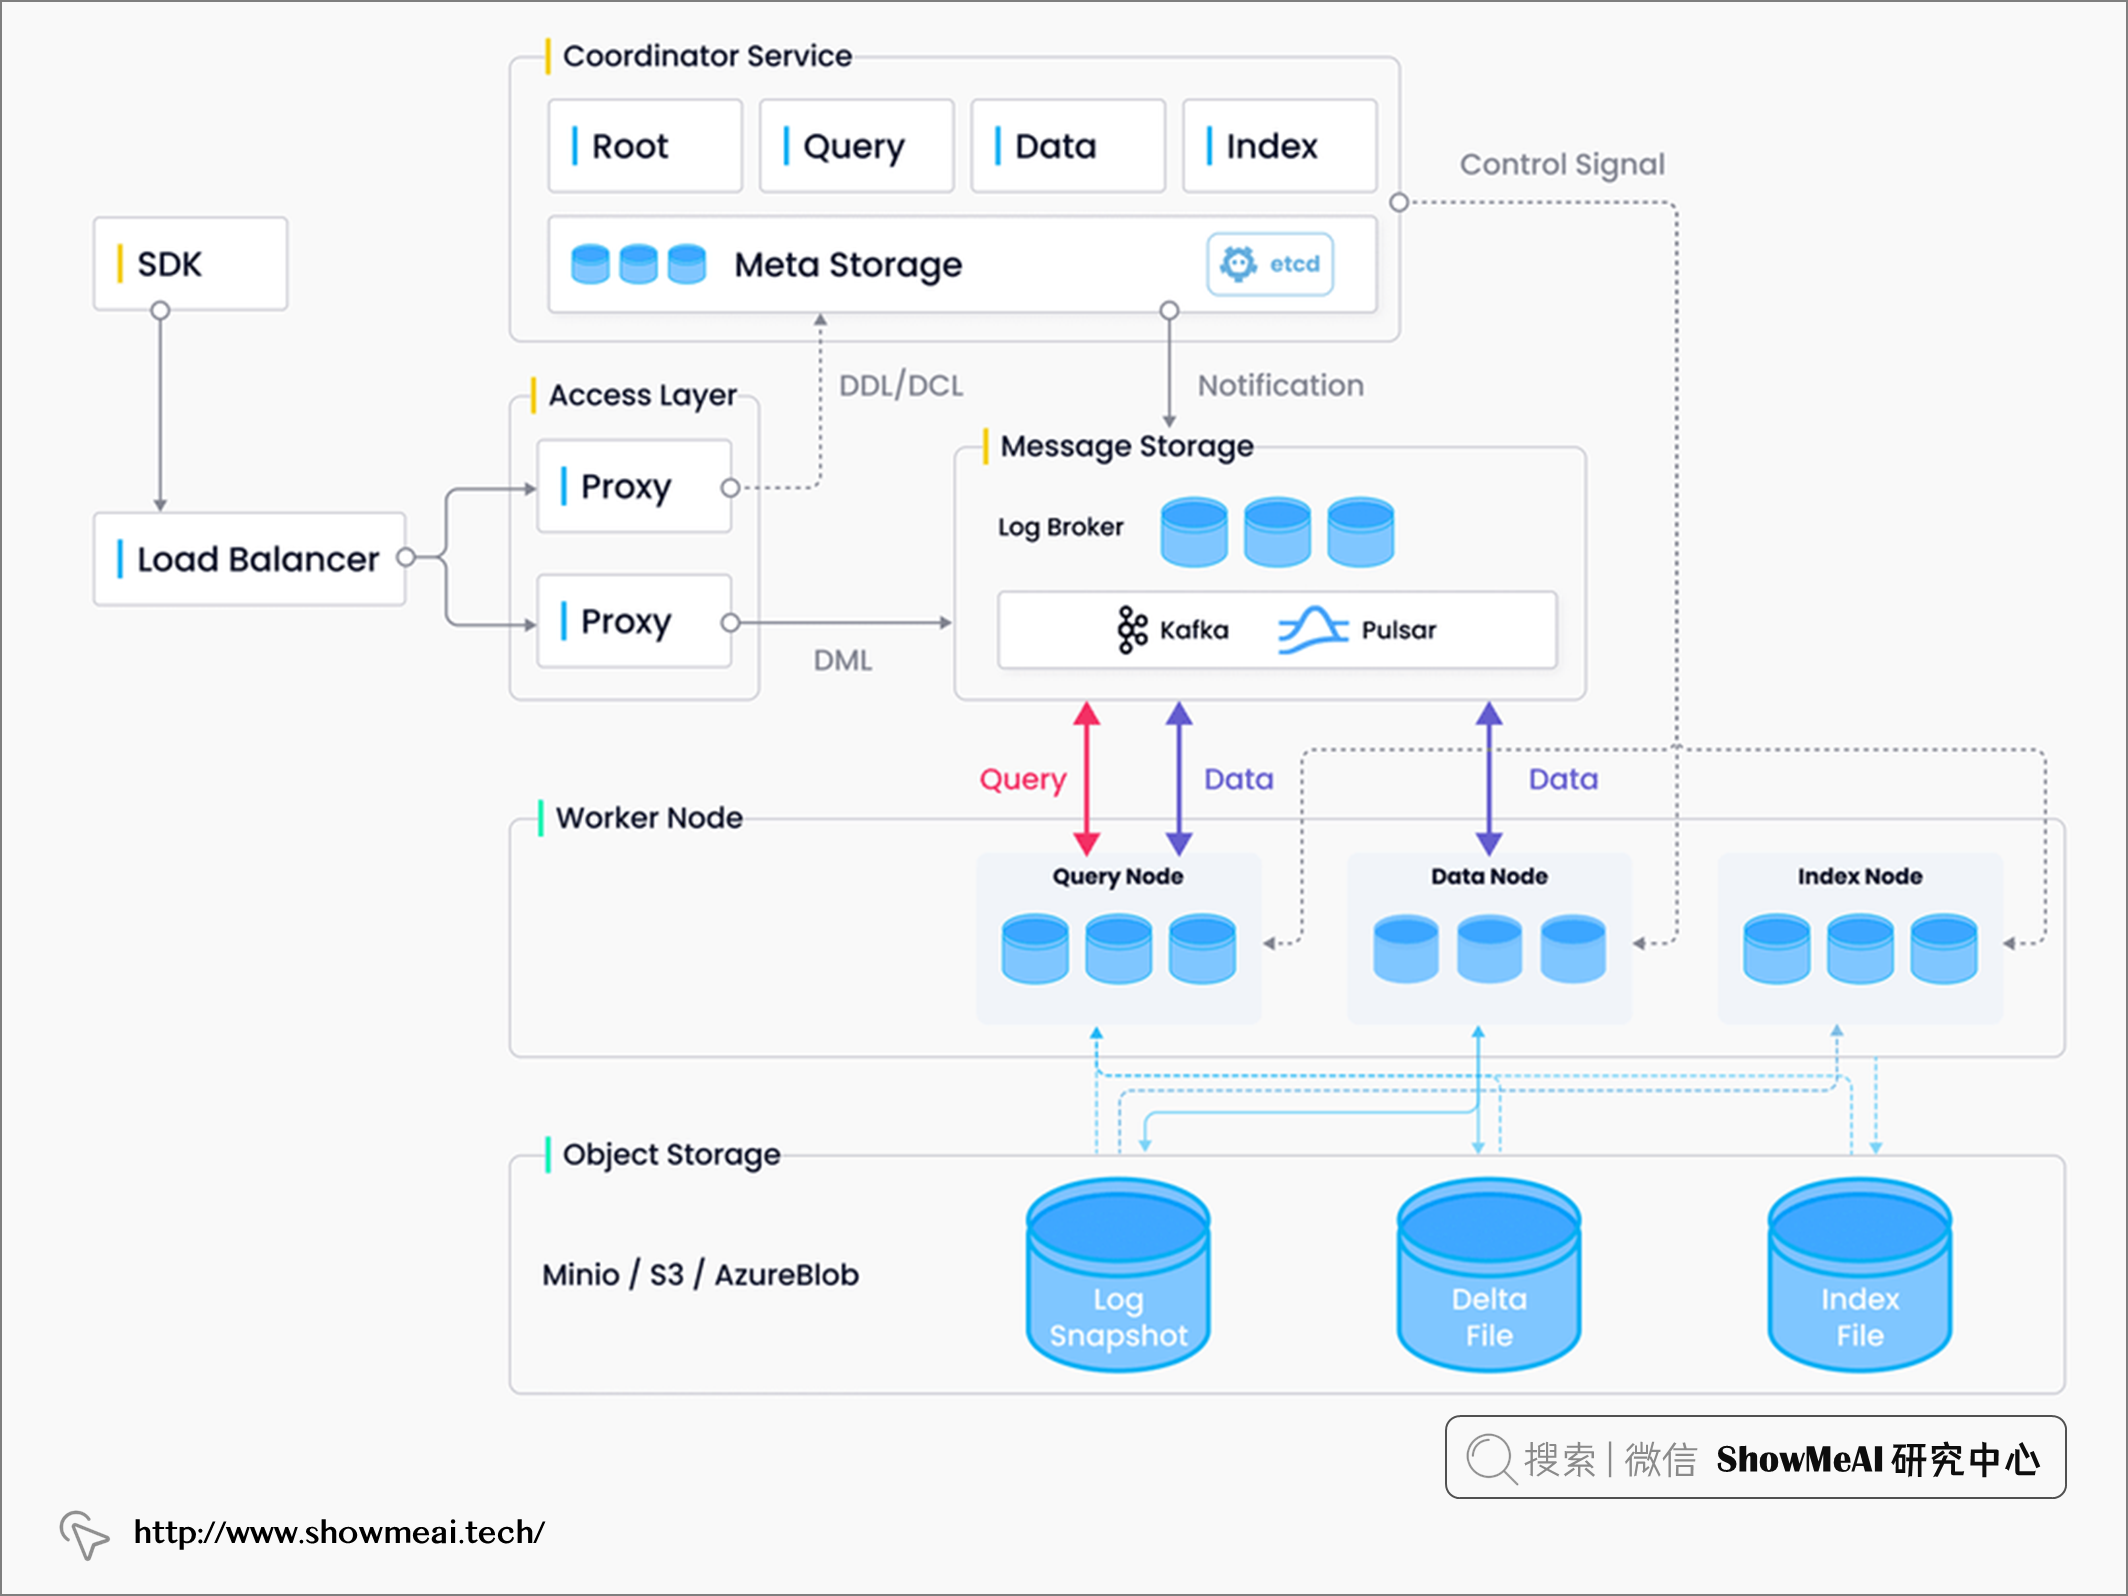 Coordinator Service
Root
Query
Data
Index
Control Signal
SDK
Meta Storage
etcd
Access Layer
DDL/DCL
Notification
Message Storage
Proxy
Log Broker
Load Balancer
Proxy
Kafka
Pulsar
DML
Query
Data
Data
Worker Node
Query Node
Data Node
Index Node
Object Storage
Minio / S3 / AzureBlob
Log
Snapshot
Delta
File
Index
File
搜索 | 微信 ShowMeAI 研究中心
http://www.showmeai.tech/